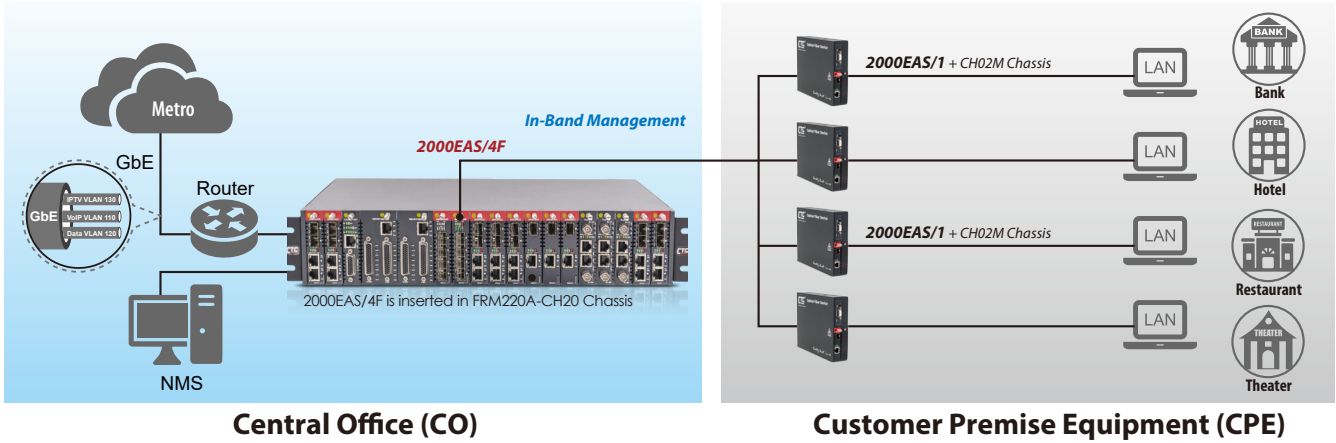 Metro
GbE
GbE
IPTV VLAN 130
VoIP VLAN 110
Data VLAN 120
Router
NMS
In-Band Management
2000EAS/4F
CTC
2000EAS/4F is inserted in FRM220A-CH20 Chassis
Central Office (CO)
2000EAS/1 + CH02M Chassis
2000EAS/1 + CH02M Chassis
LAN
LAN
LAN
LAN
BANK
Bank
HOTEL
Hotel
RESTAURANT
Restaurant
THEATER
Theater
Customer Premise Equipment (CPE)